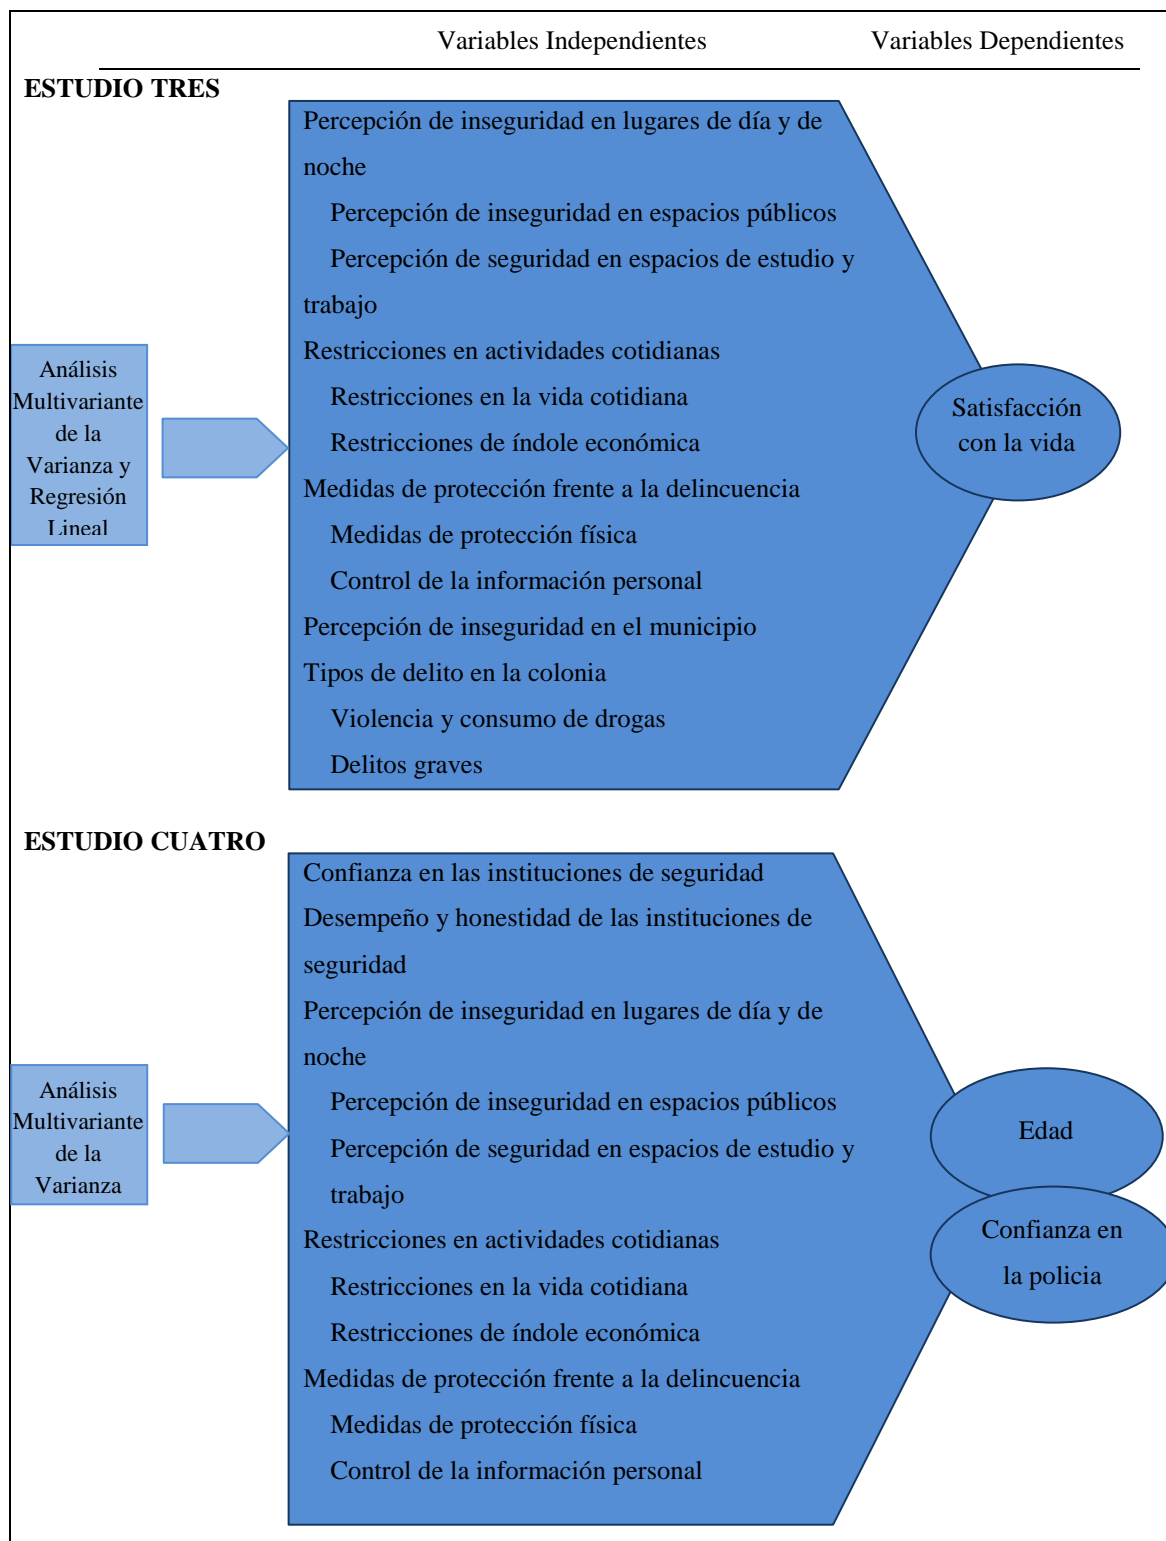 Variables Independientes Variables Dependientes
ESTUDIO TRES
Percepción de inseguridad en lugares de día y de
noche
Percepción de inseguridad en espacios públicos
Percepción de seguridad en espacios de estudio y
trabajo
Restricciones en actividades cotidianas
Restricciones en la vida cotidiana
Restricciones de índole económica
Medidas de protección frente a la delincuencia
Medidas de protección física
Control de la información personal
Percepción de inseguridad en el municipio
Tipos de delito en la colonia
Violencia y consumo de drogas
Delitos graves
Análisis
Multivariante
de la
Varianza y
Regresión
Lineal
Satisfacción
con la vida
ESTUDIO CUATRO
Confianza en las instituciones de seguridad
Desempeño y honestidad de las instituciones de
seguridad
Percepción de inseguridad en lugares de día y de
noche
Percepción de inseguridad en espacios públicos
Percepción de seguridad en espacios de estudio y
trabajo
Restricciones en actividades cotidianas
Restricciones en la vida cotidiana
Restricciones de índole económica
Medidas de protección frente a la delincuencia
Medidas de protección física
Control de la información personal
Análisis
Multivariante
de la
Varianza
Edad
Confianza en
la policia